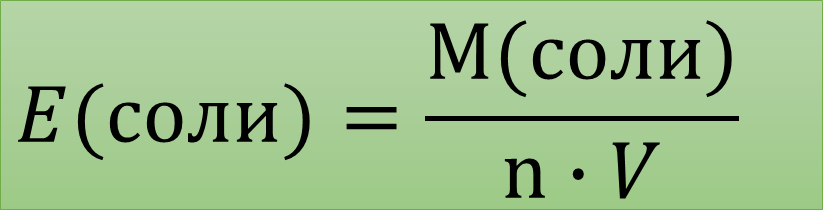 E(соли) = М(соли) / n · V